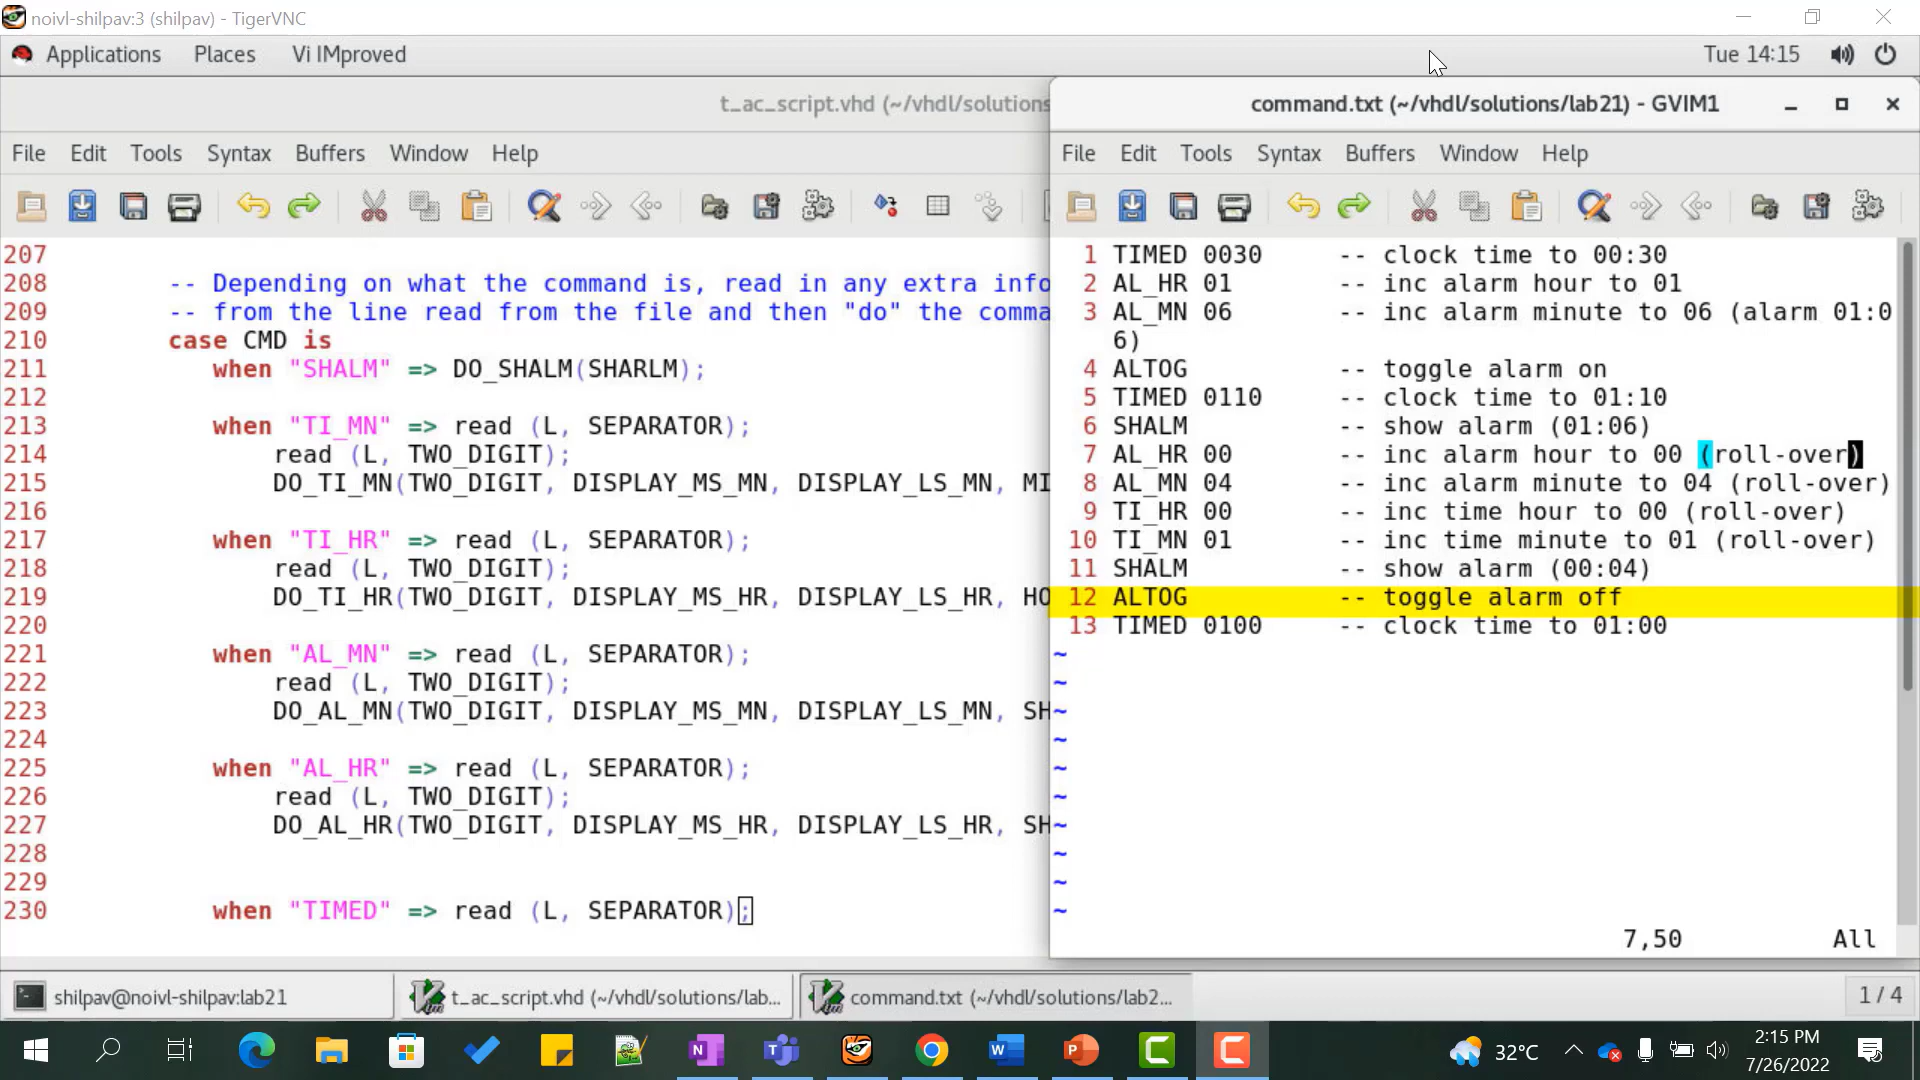 noivl-shilpav:3 (shilpav) - TigerVNC
Applications Places Vi IMproved Tue 14:15
t_ac_script.vhd (~/vhdl/solutions
File Edit Tools Syntax Buffers Window Help
207
208 -- Depending on what the command is, read in any extra info
209 -- from the line read from the file and then "do" the comma
210 case CMD is
211 when "SHALM" => DO_SHALM(SHARLM);
212
213 when "TI_MN" => read (L, SEPARATOR);
214 read (L, TWO_DIGIT);
215 DO_TI_MN(TWO_DIGIT, DISPLAY_MS_MN, DISPLAY_LS_MN, MI
216
217 when "TI_HR" => read (L, SEPARATOR);
218 read (L, TWO_DIGIT);
219 DO_TI_HR(TWO_DIGIT, DISPLAY_MS_HR, DISPLAY_LS_HR, HO
220
221 when "AL_MN" => read (L, SEPARATOR);
222 read (L, TWO_DIGIT);
223 DO_AL_MN(TWO_DIGIT, DISPLAY_MS_MN, DISPLAY_LS_MN, SH
224
225 when "AL_HR" => read (L, SEPARATOR);
226 read (L, TWO_DIGIT);
227 DO_AL_HR(TWO_DIGIT, DISPLAY_MS_HR, DISPLAY_LS_HR, SH
228
229
230 when "TIMED" => read (L, SEPARATOR);
command.txt (~/vhdl/solutions/lab21) - GVIM1
File Edit Tools Syntax Buffers Window Help
1 TIMED 0030 -- clock time to 00:30
2 AL_HR 01 -- inc alarm hour to 01
3 AL_MN 06 -- inc alarm minute to 06 (alarm 01:0
6)
4 ALTOG -- toggle alarm on
5 TIMED 0110 -- clock time to 01:10
6 SHALM -- show alarm (01:06)
7 AL_HR 00 -- inc alarm hour to 00 (roll-over)
8 AL_MN 04 -- inc alarm minute to 04 (roll-over)
9 TI_HR 00 -- inc time hour to 00 (roll-over)
10 TI_MN 01 -- inc time minute to 01 (roll-over)
11 SHALM -- show alarm (00:04)
12 ALTOG -- toggle alarm off
13 TIMED 0100 -- clock time to 01:00
~
~
~
~
~
~
~
~
~
~
7,50 All
shilpav@noivl-shilpav:lab21
t_ac_script.vhd (~/vhdl/solutions/lab...
command.txt (~/vhdl/solutions/lab2...
1 / 4
32°C
2:15 PM
7/26/2022